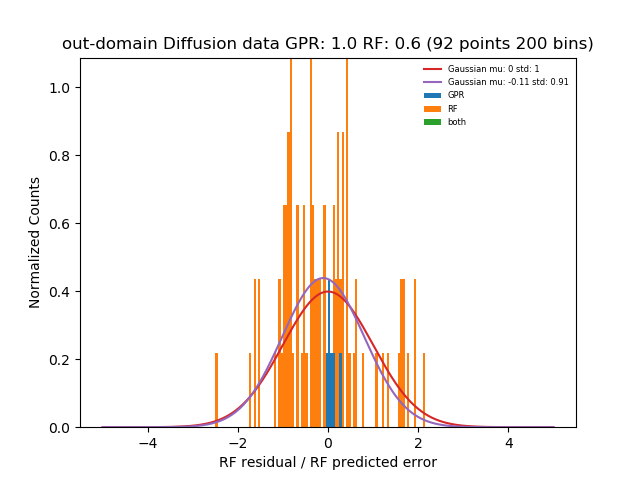 out-domain Diffusion data GPR: 1.0 RF: 0.6 (92 points 200 bins)
Gaussian mu: 0 std: 1
Gaussian mu: -0.11 std: 0.91
GPR
RF
both
1.0
0.8
0.6
0.4
0.2
0.0
Normalized Counts
−4
−2
0
2
4
RF residual / RF predicted error